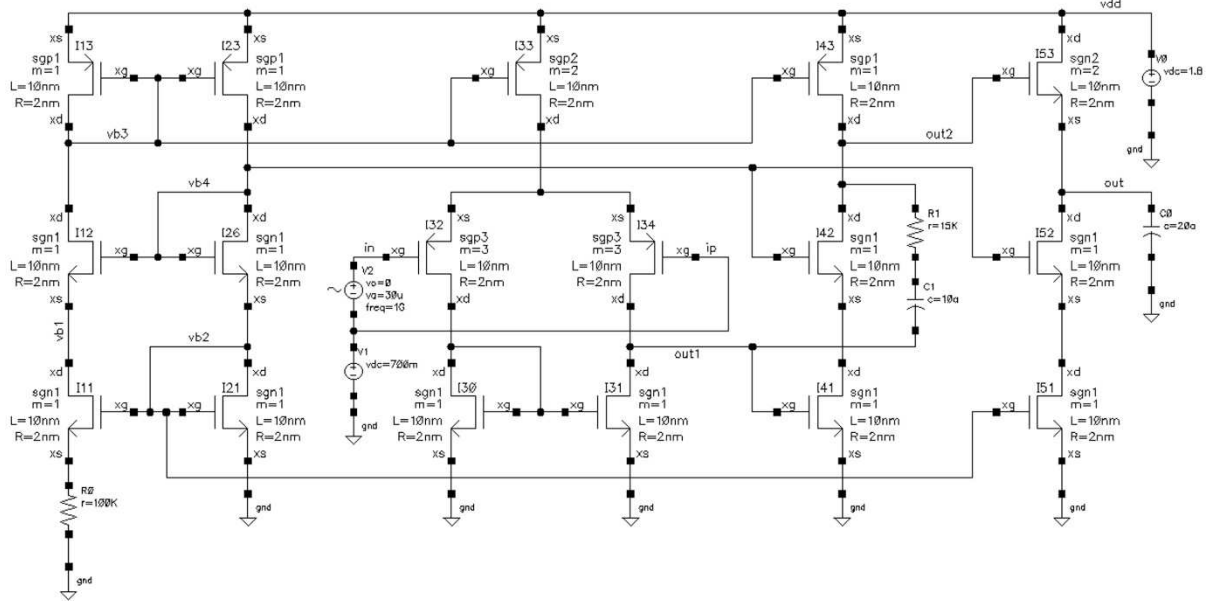 vdd
xs
I13
sgp1
m=1
L=10nm
R=2nm
xg
xd
xs
I23
sgp1
m=1
L=10nm
R=2nm
xg
xd
xs
I33
sgp2
m=2
L=10nm
R=2nm
xg
xd
xs
I43
sgp1
m=1
L=10nm
R=2nm
xg
xd
xd
I53
sgn2
m=2
L=10nm
R=2nm
xg
xs
V0
vdc=1.8
gnd
vb3
out2
vb4
out
xd
I12
sgn1
m=1
L=10nm
R=2nm
xg
xs
xd
I26
sgn1
m=1
L=10nm
R=2nm
xg
xs
in
xs
I32
sgp3
m=3
L=10nm
R=2nm
xg
xd
V2
vo=0
va=30u
freq=1G
xs
I34
sgp3
m=3
L=10nm
R=2nm
xg
ip
xd
xd
I42
sgn1
m=1
L=10nm
R=2nm
xg
xs
R1
r=15K
C1
c=10a
xd
I52
sgn1
m=1
L=10nm
R=2nm
xg
xs
C0
c=20a
gnd
vb1
vb2
V1
vdc=700m
gnd
out1
xd
I11
sgn1
m=1
L=10nm
R=2nm
xg
xs
xd
I21
sgn1
m=1
L=10nm
R=2nm
xg
xs
gnd
xd
I30
sgn1
m=1
L=10nm
R=2nm
xg
xs
gnd
xd
I31
sgn1
m=1
L=10nm
R=2nm
xg
xs
gnd
xd
I41
sgn1
m=1
L=10nm
R=2nm
xg
xs
gnd
xd
I51
sgn1
m=1
L=10nm
R=2nm
xg
xs
gnd
R0
r=100K
gnd